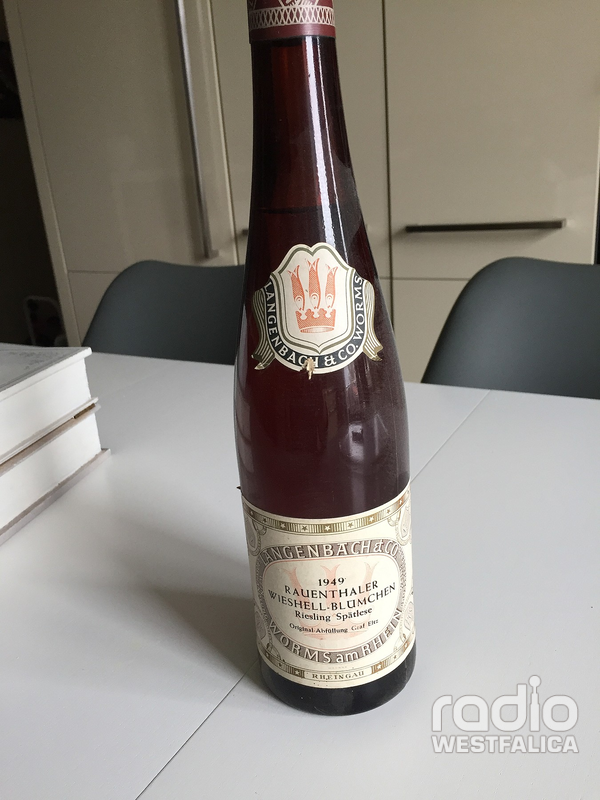 LANGENBACH & CO. WORMS
LANGENBACH & CO.
1949
RAUENTHALER
WIESHELL-BLÜMCHEN
Riesling Spätlese
Original-Abfüllung Graf Eltz
WORMS am RHEIN
RHEINGAU
radio
WESTFALICA